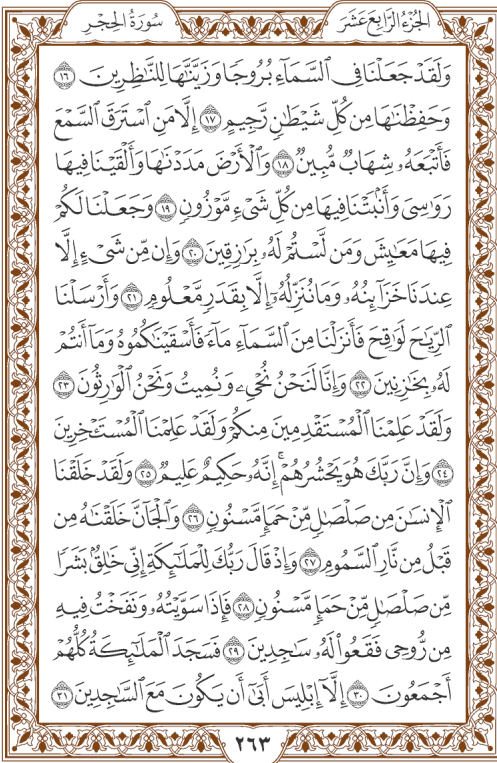 الجُزْءُ الرَّابِعَ عَشَرَ
سُورَةُ الحِجْرِ
وَلَقَدْ جَعَلْنَا فِي السَّمَآءِ بُرُوجًا وَزَيَّنَّٰهَا لِلنَّٰظِرِينَ ١٦
وَحَفِظْنَٰهَا مِن كُلِّ شَيْطَٰنٍ رَّجِيمٍ ١٧ إِلَّا مَنِ ٱسْتَرَقَ ٱلسَّمْعَ
فَأَتْبَعَهُۥ شِهَابٌ مُّبِينٌ ١٨ وَٱلْأَرْضَ مَدَدْنَٰهَا وَأَلْقَيْنَا فِيهَا
رَوَٰسِىَ وَأَنۢبَتْنَا فِيهَا مِن كُلِّ شَىْءٍ مَّوْزُونٍ ١٩ وَجَعَلْنَا لَكُمْ
فِيهَا مَعَٰيِشَ وَمَن لَّسْتُمْ لَهُۥ بِرَٰزِقِينَ ٢٠ وَإِن مِّن شَىْءٍ إِلَّا
عِندَنَا خَزَآئِنُهُۥ وَمَا نُنَزِّلُهُۥٓ إِلَّا بِقَدَرٍ مَّعْلُومٍ ٢١ وَأَرْسَلْنَا
ٱلرِّيَٰحَ لَوَٰقِحَ فَأَنزَلْنَا مِنَ ٱلسَّمَآءِ مَآءً فَأَسْقَيْنَٰكُمُوهُ وَمَآ أَنتُمْ
لَهُۥ بِخَٰزِنِينَ ٢٢ وَإِنَّا لَنَحْنُ نُحْىِۦ وَنُمِيتُ وَنَحْنُ ٱلْوَٰرِثُونَ ٢٣
وَلَقَدْ عَلِمْنَا ٱلْمُسْتَقْدِمِينَ مِنكُمْ وَلَقَدْ عَلِمْنَا ٱلْمُسْتَـْٔخِرِينَ
٢٤ وَإِنَّ رَبَّكَ هُوَ يَحْشُرُهُمْ ۚ إِنَّهُۥ حَكِيمٌ عَلِيمٌ ٢٥ وَلَقَدْ خَلَقْنَا
ٱلْإِنسَٰنَ مِن صَلْصَٰلٍ مِّنْ حَمَإٍ مَّسْنُونٍ ٢٦ وَٱلْجَآنَّ خَلَقْنَٰهُ مِن
قَبْلُ مِن نَّارِ ٱلسَّمُومِ ٢٧ وَإِذْ قَالَ رَبُّكَ لِلْمَلَٰٓئِكَةِ إِنِّى خَٰلِقٌۢ بَشَرًا
مِّن صَلْصَٰلٍ مِّنْ حَمَإٍ مَّسْنُونٍ ٢٨ فَإِذَا سَوَّيْتُهُۥ وَنَفَخْتُ فِيهِ
مِن رُّوحِى فَقَعُوا۟ لَهُۥ سَٰجِدِينَ ٢٩ فَسَجَدَ ٱلْمَلَٰٓئِكَةُ كُلُّهُمْ
أَجْمَعُونَ ٣٠ إِلَّآ إِبْلِيسَ أَبَىٰٓ أَن يَكُونَ مَعَ ٱلسَّٰجِدِينَ ٣١
٢٦٣